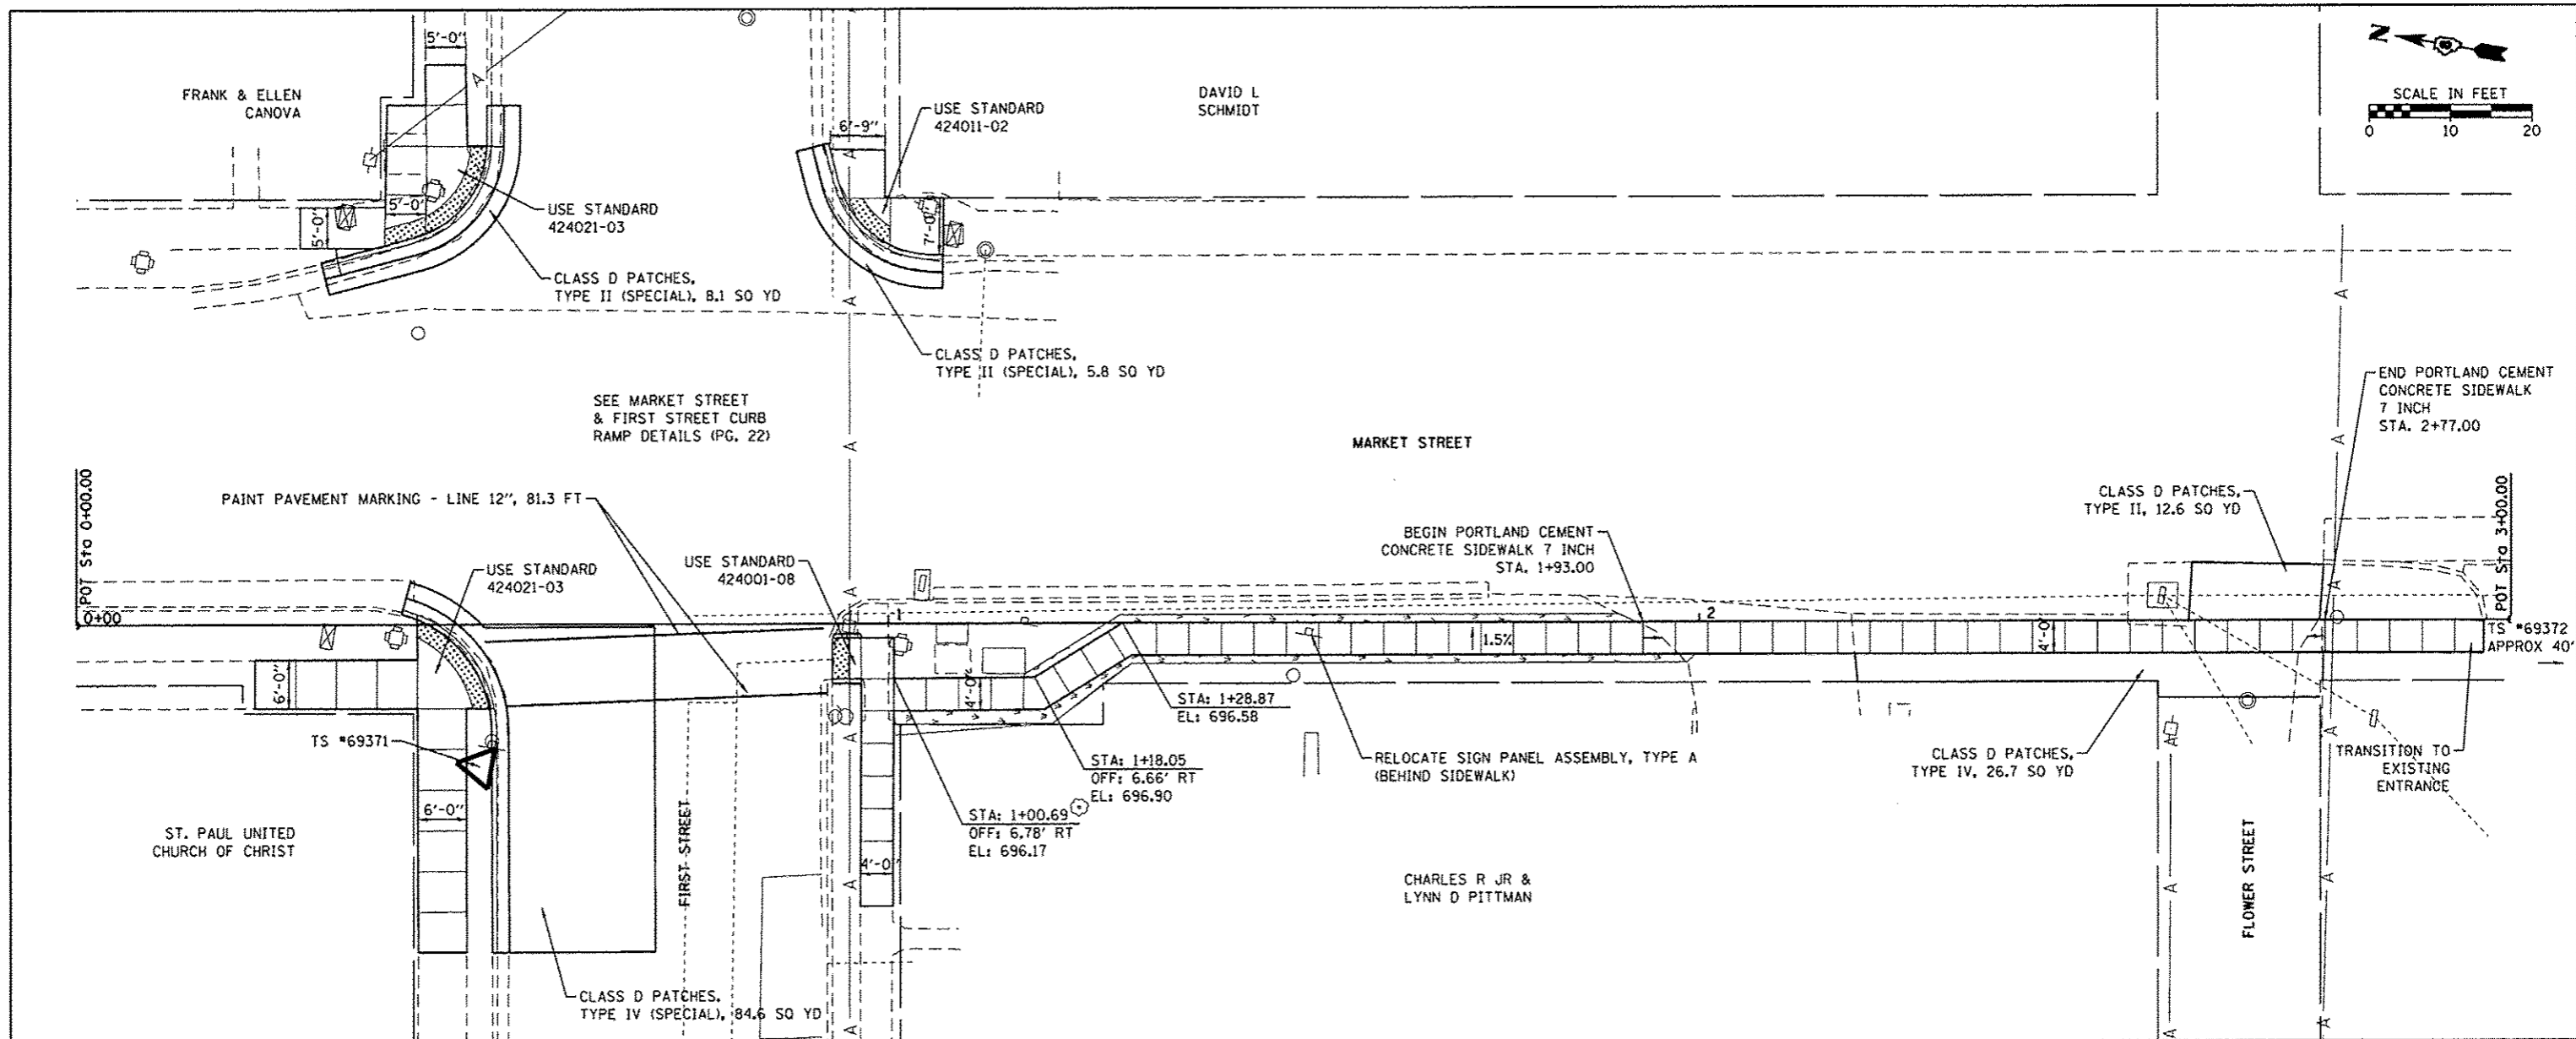 5'-0"
FRANK & ELLEN
CANOVA
A
6'-9"
USE STANDARD
424011-02
DAVID L
SCHMIDT
N
SCALE IN FEET
0 10 20
5'-0"
5'-0"
USE STANDARD
424021-03
7'-0"
CLASS D PATCHES,
TYPE II (SPECIAL), 8.1 SQ YD
CLASS D PATCHES,
TYPE II (SPECIAL), 5.8 SQ YD
SEE MARKET STREET
& FIRST STREET CURB
RAMP DETAILS (PG. 22)
MARKET STREET
END PORTLAND CEMENT
CONCRETE SIDEWALK
7 INCH
STA. 2+77.00
POT Sta 0+00.00
0+00
PAINT PAVEMENT MARKING - LINE 12", 81.3 FT
USE STANDARD
424021-03
USE STANDARD
424001-08
BEGIN PORTLAND CEMENT
CONCRETE SIDEWALK 7 INCH
STA. 1+93.00
CLASS D PATCHES,
TYPE II, 12.6 SQ YD
POT Sta 3+00.00
1
2
1.5%
4'-0"
TS #69372
APPROX 40'
6'-0"
4'-0"
STA: 1+28.87
EL: 696.58
TS #69371
STA: 1+18.05
OFF: 6.66' RT
EL: 696.90
RELOCATE SIGN PANEL ASSEMBLY, TYPE A
(BEHIND SIDEWALK)
CLASS D PATCHES,
TYPE IV, 26.7 SQ YD
TRANSITION TO
EXISTING
ENTRANCE
6'-0"
STA: 1+00.69
OFF: 6.78' RT
EL: 696.17
ST. PAUL UNITED
CHURCH OF CHRIST
FIRST STREET
4'-0"
CHARLES R JR &
LYNN D PITTMAN
FLOWER STREET
CLASS D PATCHES,
TYPE IV (SPECIAL), 84.6 SQ YD